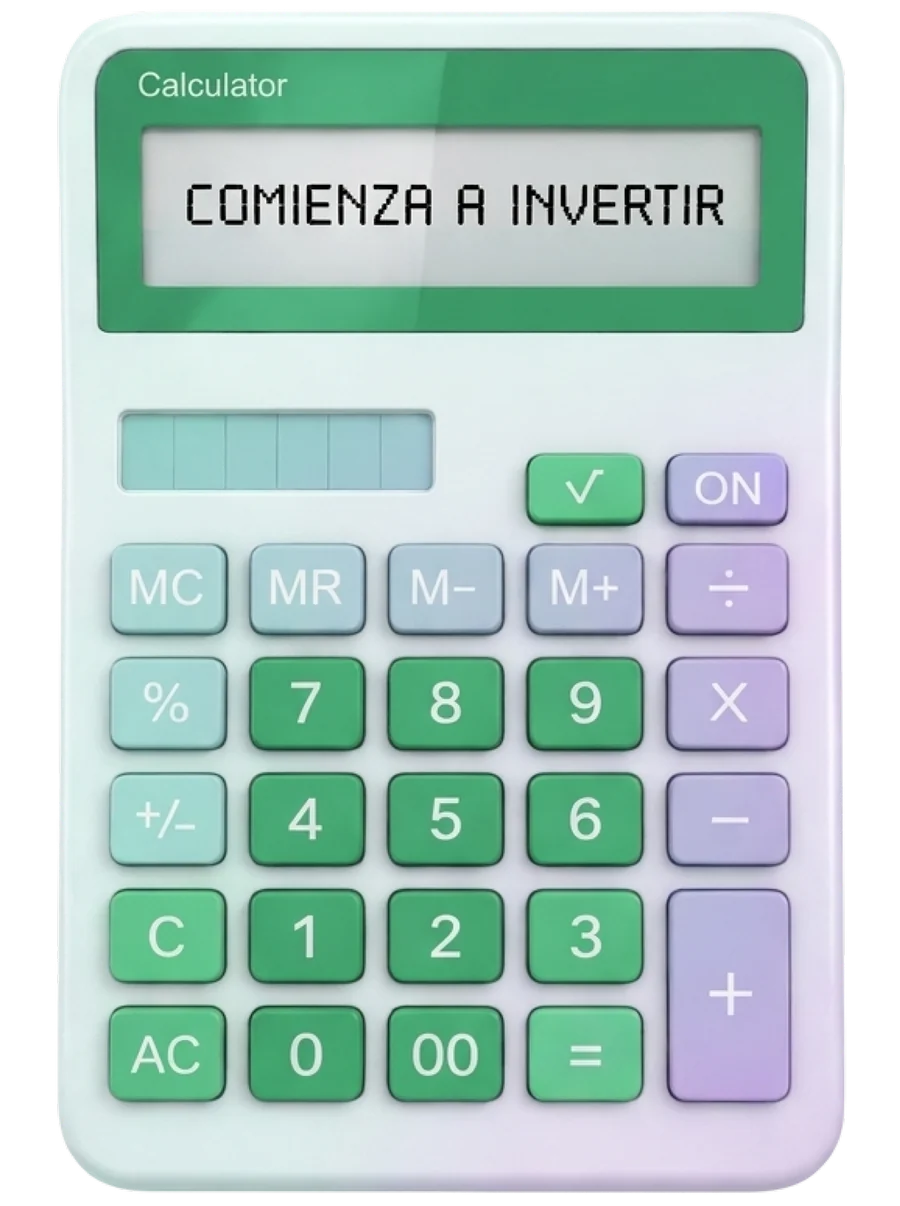 Calculator
COMIENZA A INVERTIR
√ ON
MC MR M− M+ ÷
% 7 8 9 X
+/− 4 5 6 −
C 1 2 3
+
AC 0 00 =